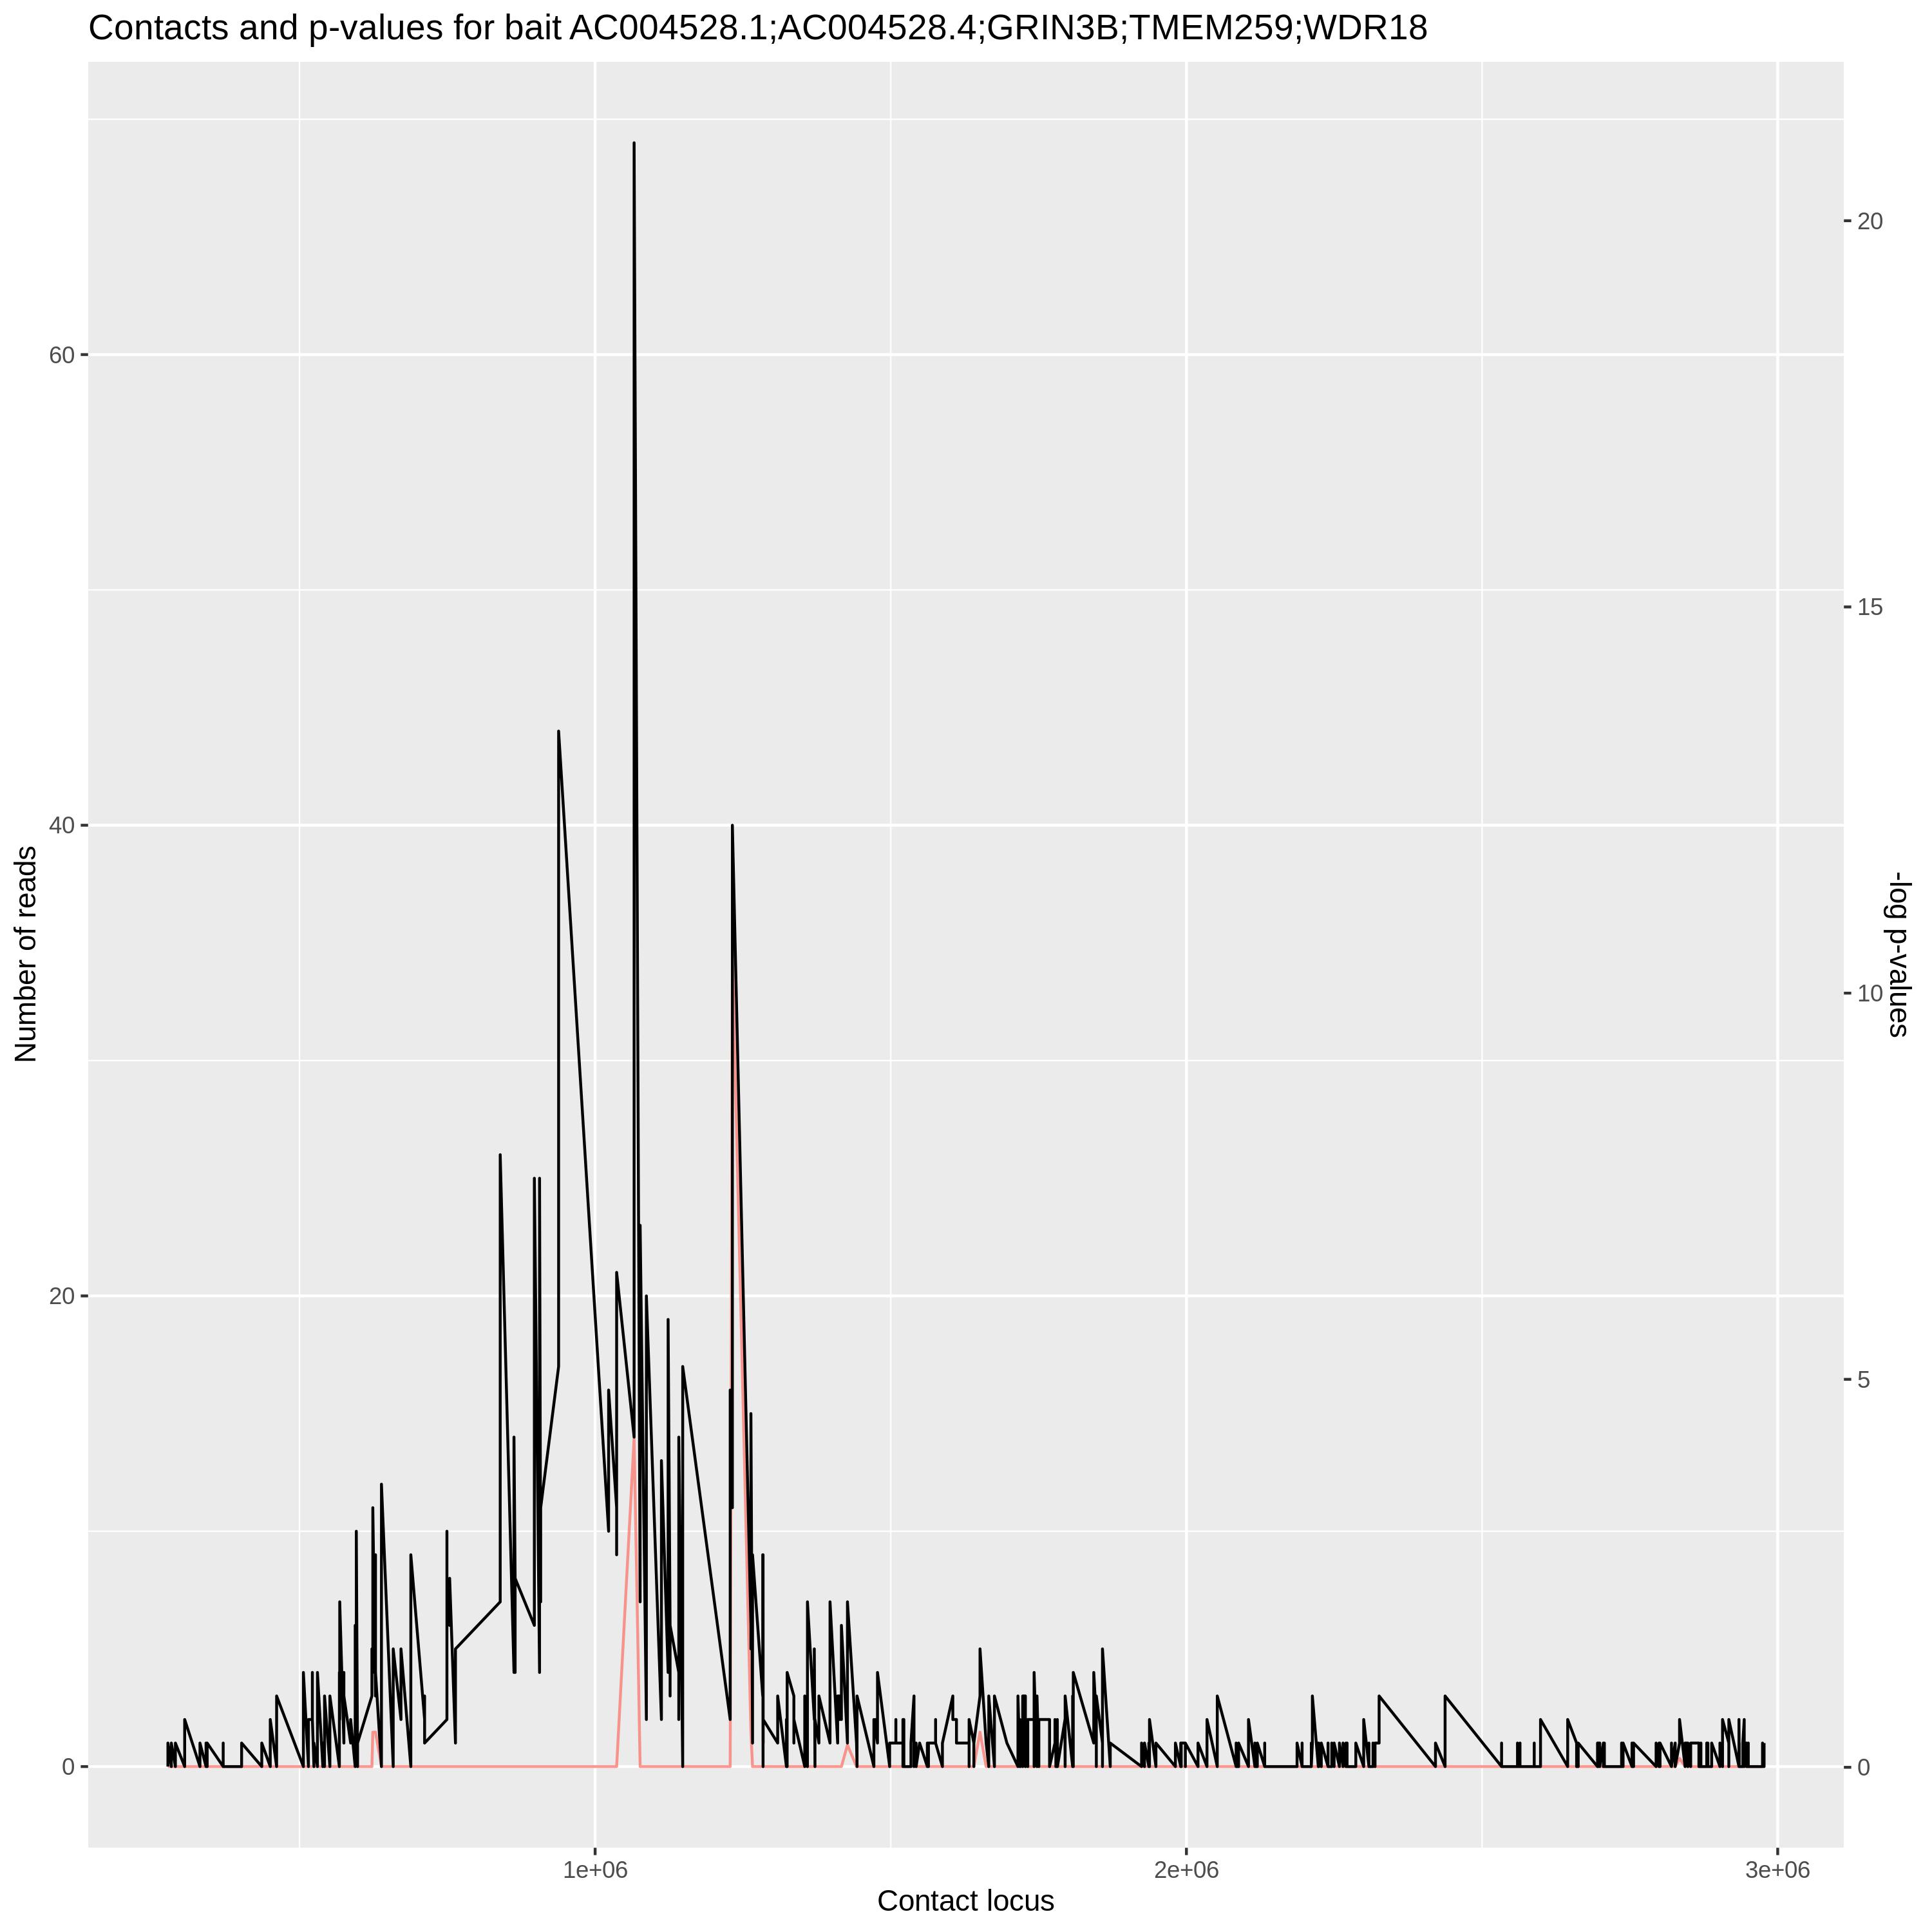 Contacts and p-values for bait AC004528.1;AC004528.4;GRIN3B;TMEM259;WDR18
60
40
20
0
Number of reads
20
15
10
5
0
-log p-values
1e+06
2e+06
3e+06
Contact locus